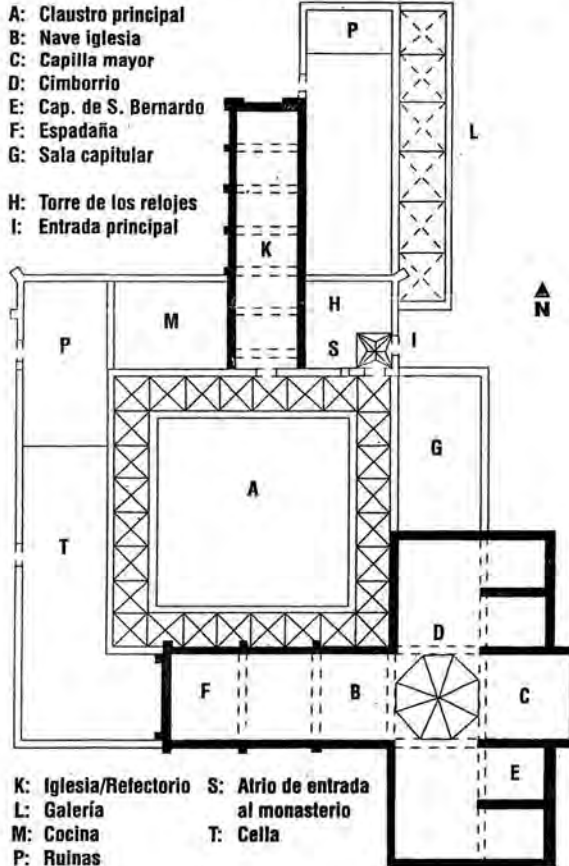 A: Claustro principal
B: Nave iglesia
C: Capilla mayor
D: Cimborrio
E: Cap. de S. Bernardo
F: Espadaña
G: Sala capitular
H: Torre de los relojes
I: Entrada principal
P
L
K
N
H
M
P
S
I
G
A
T
D
F
B
C
E
K: Iglesia/Refectorio
L: Galería
M: Cocina
P: Ruinas
S: Atrio de entrada
al monasterio
T: Cella